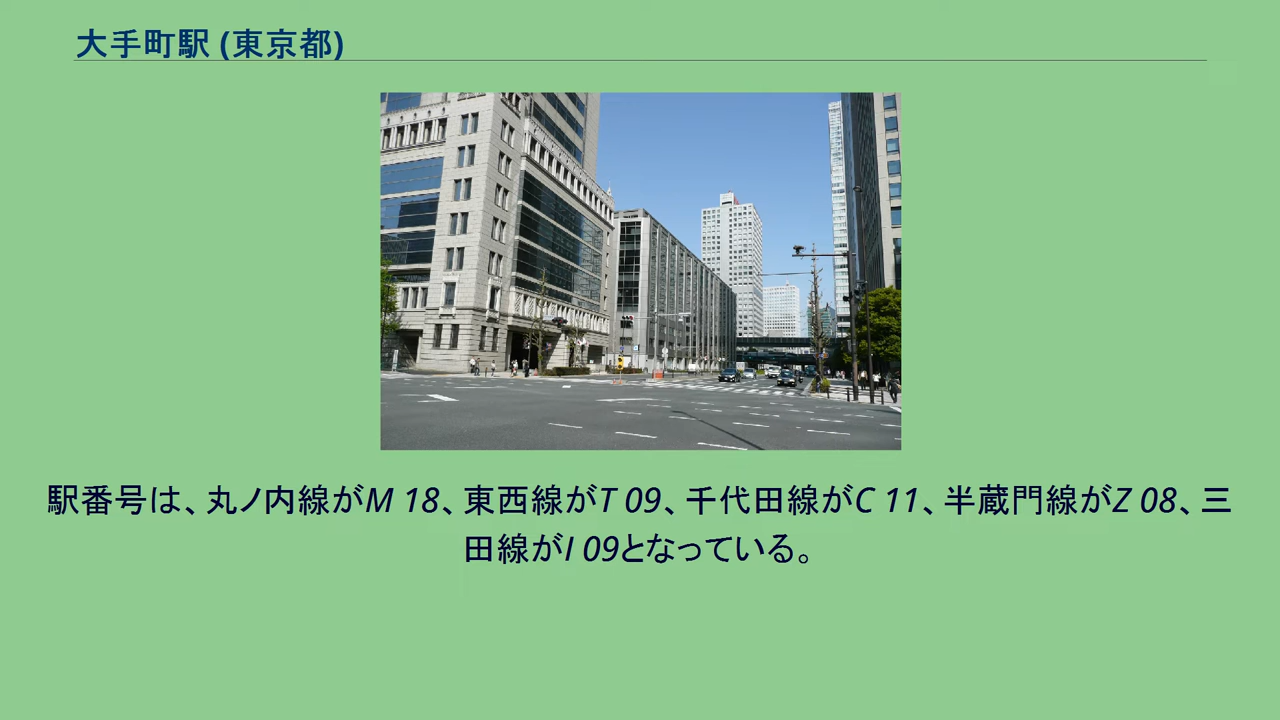 大手町駅 (東京都)
駅番号は、丸ノ内線がM 18、東西線がT 09、千代田線がC 11、半蔵門線がZ 08、三
田線がI 09となっている。